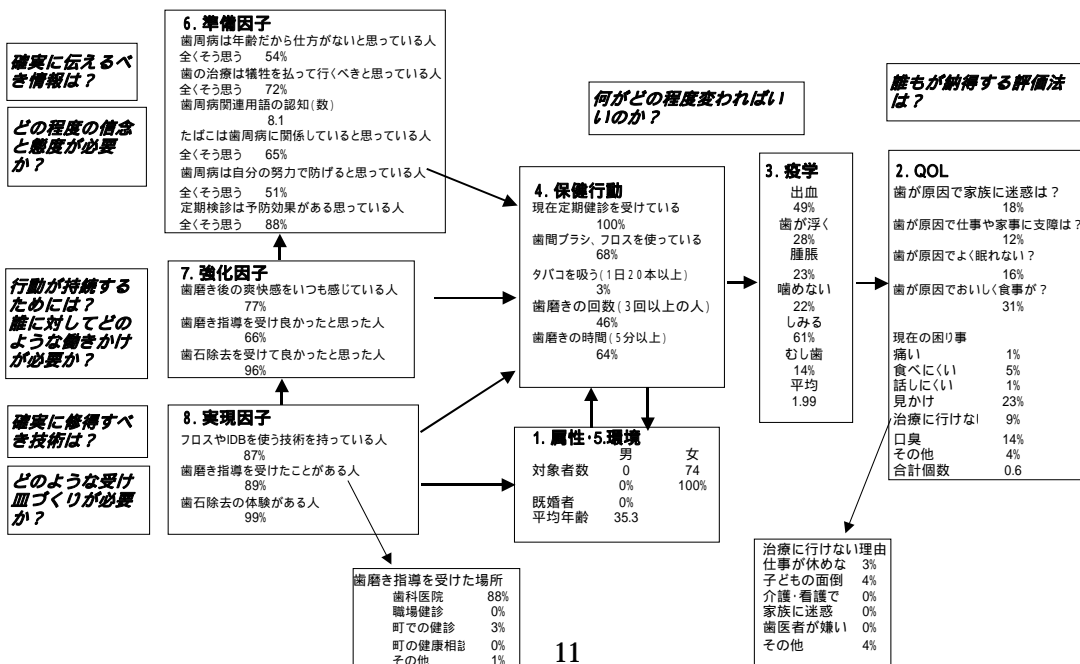 確実に伝えるべ
き情報は？
どの程度の信念
と態度が必要
か？
行動が持続する
ためには？
誰に対してどの
ような働きかけ
が必要か？
確実に修得すべ
き技術は？
どのような受け
皿づくりが必要
か？
6. 準備因子
歯周病は年齢だから仕方がないと思っている人
全くそう思う 54%
歯の治療は犠牲を払って行くべきと思っている人
全くそう思う 72%
歯周病関連用語の認知(数)
8.1
たばこは歯周病に関係していると思っている人
全くそう思う 65%
歯周病は自分の努力で防げると思っている人
全くそう思う 51%
定期検診は予防効果がある思っている人
全くそう思う 88%
7. 強化因子
歯磨き後の爽快感をいつも感じている人
77%
歯磨き指導を受け良かったと思った人
66%
歯石除去を受けて良かったと思った人
96%
8. 実現因子
フロスやIDBを使う技術を持っている人
87%
歯磨き指導を受けたことがある人
89%
歯石除去の体験がある人
99%
歯磨き指導を受けた場所
歯科医院 88%
職場健診 0%
町での健診 3%
町の健康相談 0%
その他 1%
何がどの程度変わればい
いのか？
4. 保健行動
現在定期健診を受けている
100%
歯間ブラシ、フロスを使っている
68%
タバコを吸う(1日20本以上)
3%
歯磨きの回数(3回以上の人)
46%
歯磨きの時間(5分以上)
64%
1. 属性・5.環境
男 女
対象者数 0 74
0% 100%
既婚者 0%
平均年齢 35.3
3. 疫学
出血
49%
歯が浮く
28%
腫脹
23%
噛めない
22%
しみる
61%
むし歯
14%
平均
1.99
誰もが納得する評価法
は？
2. QOL
歯が原因で家族に迷惑は？
18%
歯が原因で仕事や家事に支障は？
12%
歯が原因でよく眠れない？
16%
歯が原因でおいしく食事が？
31%
現在の困り事
痛い 1%
食べにくい 5%
話しにくい 1%
見かけ 23%
治療に行けな 9%
口臭 14%
その他 4%
合計個数 0.6
治療に行けない理由
仕事が休めな 3%
子どもの面倒 4%
介護・看護で 0%
家族に迷惑 0%
歯医者が嫌い 0%
その他 4%
11